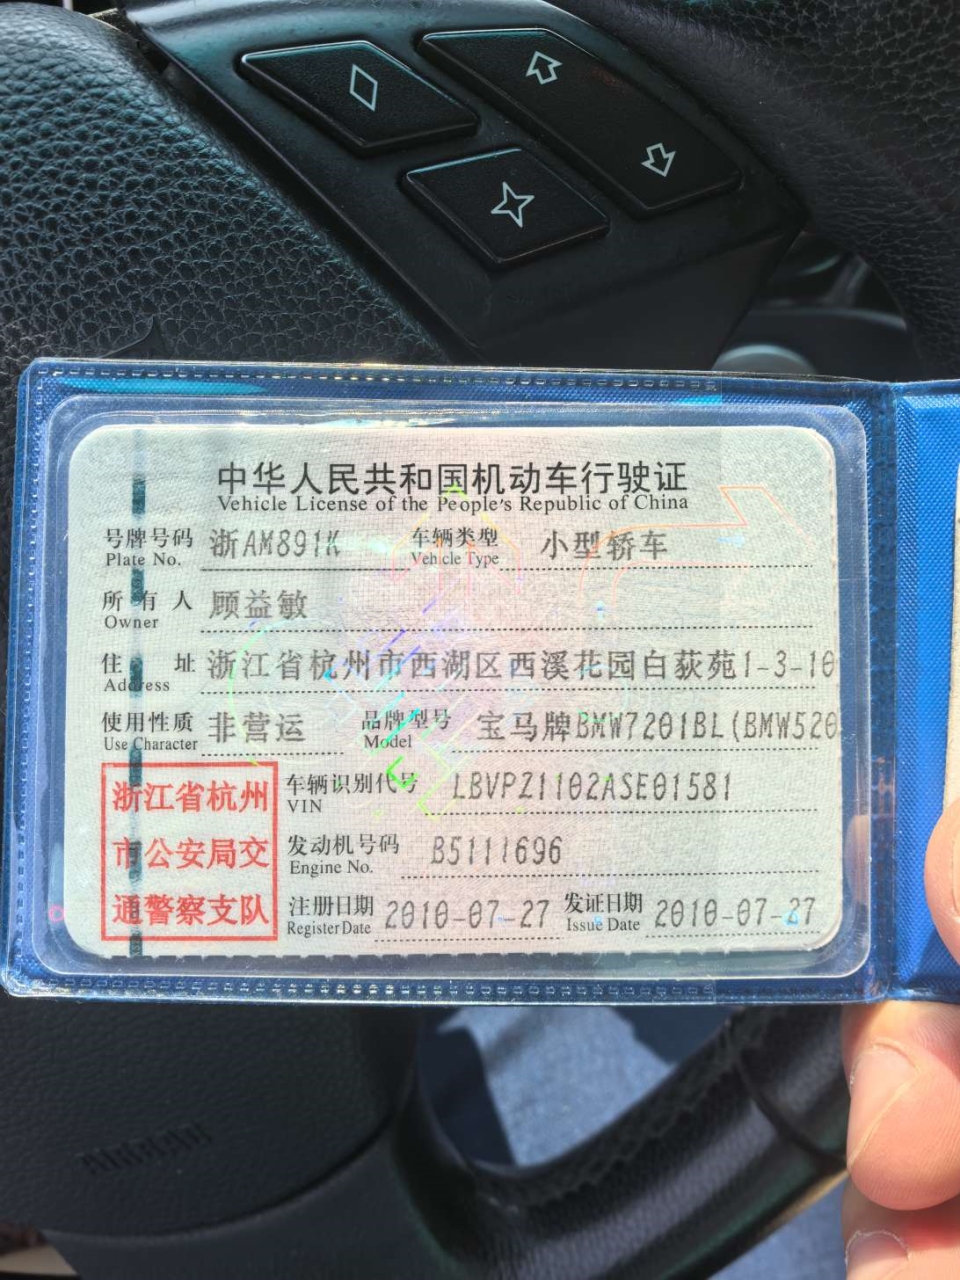 中华人民共和国机动车行驶证
Vehicle License of the People's Republic of China
号牌号码 浙AM891K 车辆类型 小型轿车
Plate No. Vehicle Type
所有人 顾益敏
Owner
住址 浙江省杭州市西湖区西溪花园白荻苑1-3-10
Address
使用性质 非营运 品牌型号 宝马牌BMW7201BL(BMW520
Use Character Model
浙江省杭州
市公安局交
通警察支队
车辆识别代号 LBVPZ1102ASE01581
VIN
发动机号码 B5111696
Engine No.
注册日期 2010-07-27 发证日期 2010-07-27
Register Date Issue Date